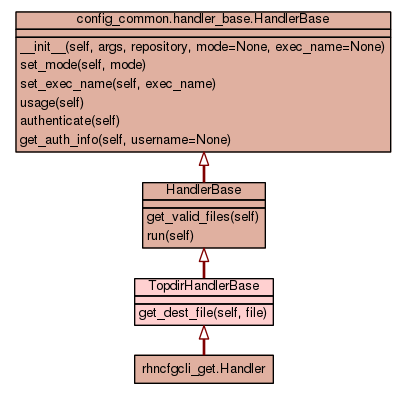 config_common.handler_base.HandlerBase
__init__(self, args, repository, mode=None, exec_name=None)
set_mode(self, mode)
set_exec_name(self, exec_name)
usage(self)
authenticate(self)
get_auth_info(self, username=None)
HandlerBase
get_valid_files(self)
run(self)
TopdirHandlerBase
get_dest_file(self, file)
rhncfgcli_get.Handler